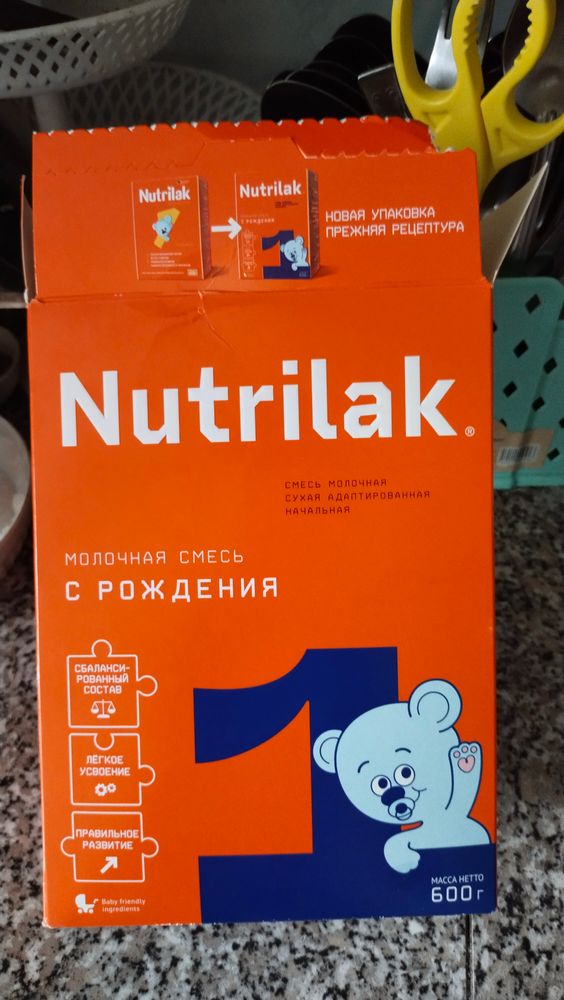 Nutrilak
Nutrilak
С РОЖДЕНИЯ
1
НОВАЯ УПАКОВКА
ПРЕЖНЯЯ РЕЦЕПТУРА
Nutrilak®
СМЕСЬ МОЛОЧНАЯ
СУХАЯ АДАПТИРОВАННАЯ
НАЧАЛЬНАЯ
МОЛОЧНАЯ СМЕСЬ
С РОЖДЕНИЯ
1
СБАЛАНСИ-
РОВАННЫЙ
СОСТАВ
ЛЁГКОЕ
УСВОЕНИЕ
ПРАВИЛЬНОЕ
РАЗВИТИЕ
Baby friendly
ingredients
МАССА НЕТТО
600 г